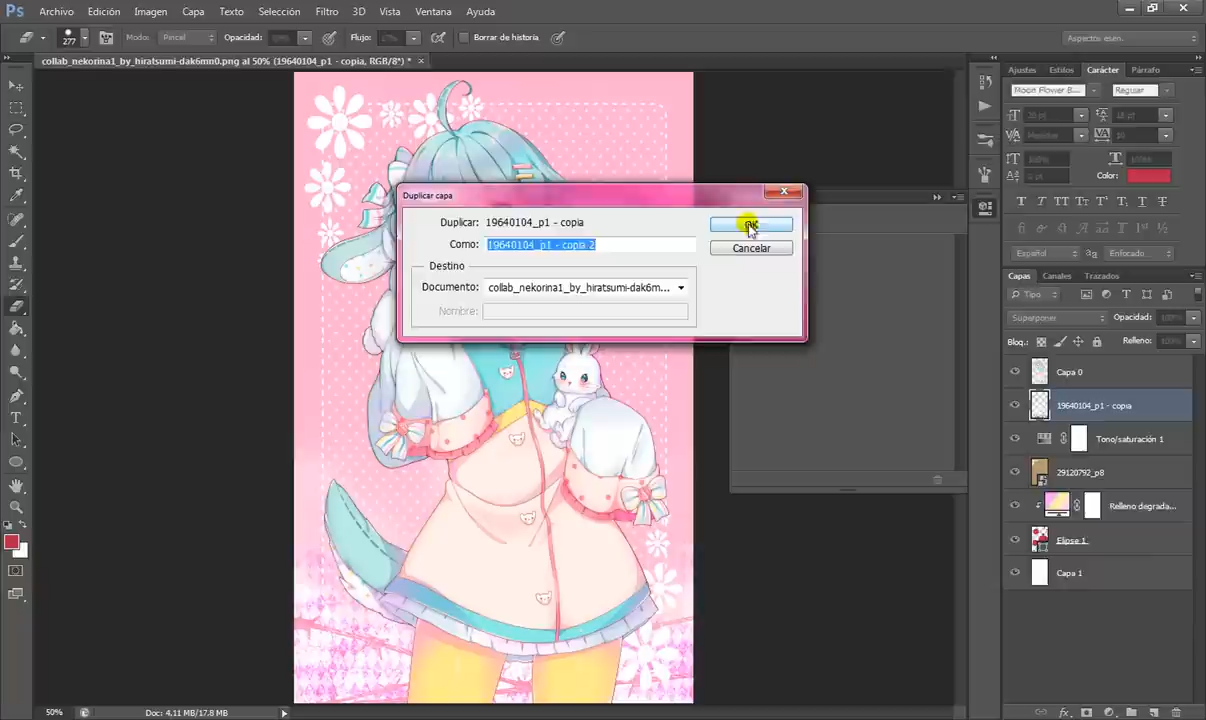 Ps Archivo Edición Imagen Capa Texto Selección Filtro 3D Vista Ventana Ayuda
277 Modo: Pincel Opacidad: Flujo: Borrar de historia Aspectos esen.
collab_nekorina1_by_hiratsumi-dak6mn0.png al 50% (19640104_p1 - copia, RGB/8*) * ×
Ajustes Estilos Carácter Párrafo
Moon Flower B... Regular
Color:
Español Enfocado...
Capas Canales Trazados
Tipo
Superponer Opacidad: 100%
Bloq.: Relleno: 100%
Capa 0
19640104_p1 - copia
Tono/saturación 1
29120792_p8
Relleno degrada...
Elipse 1
Capa 1
Duplicar capa
Duplicar: 19640104_p1 - copia
Como: 19640104_p1 - copia 2
OK
Cancelar
Destino
Documento: collab_nekorina1_by_hiratsumi-dak6m...
Nombre:
50% Doc: 4.11 MB/17.8 MB